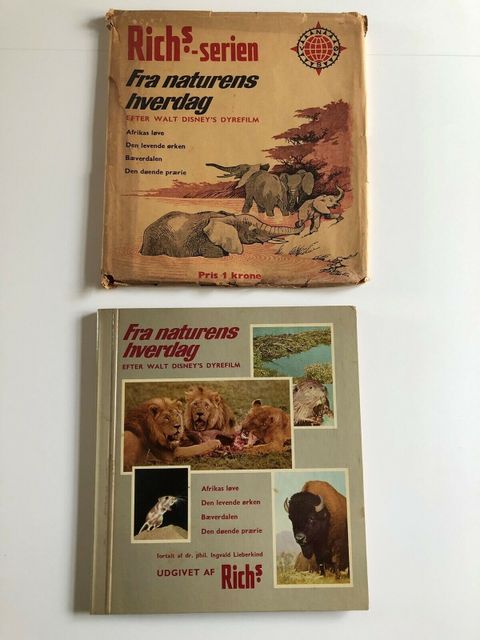 Rich's-serien
Fra naturens
hverdag
EFTER WALT DISNEY'S DYREFILM
Afrikas løve
Den levende ørken
Bæverdalen
Den døende prærie
Pris 1 krone
Fra naturens
hverdag
EFTER WALT DISNEY'S DYREFILM
Afrikas løve
Den levende ørken
Bæverdalen
Den døende prærie
fortalt af dr. phil. Ingvald Lieberkind
UDGIVET AF Rich's